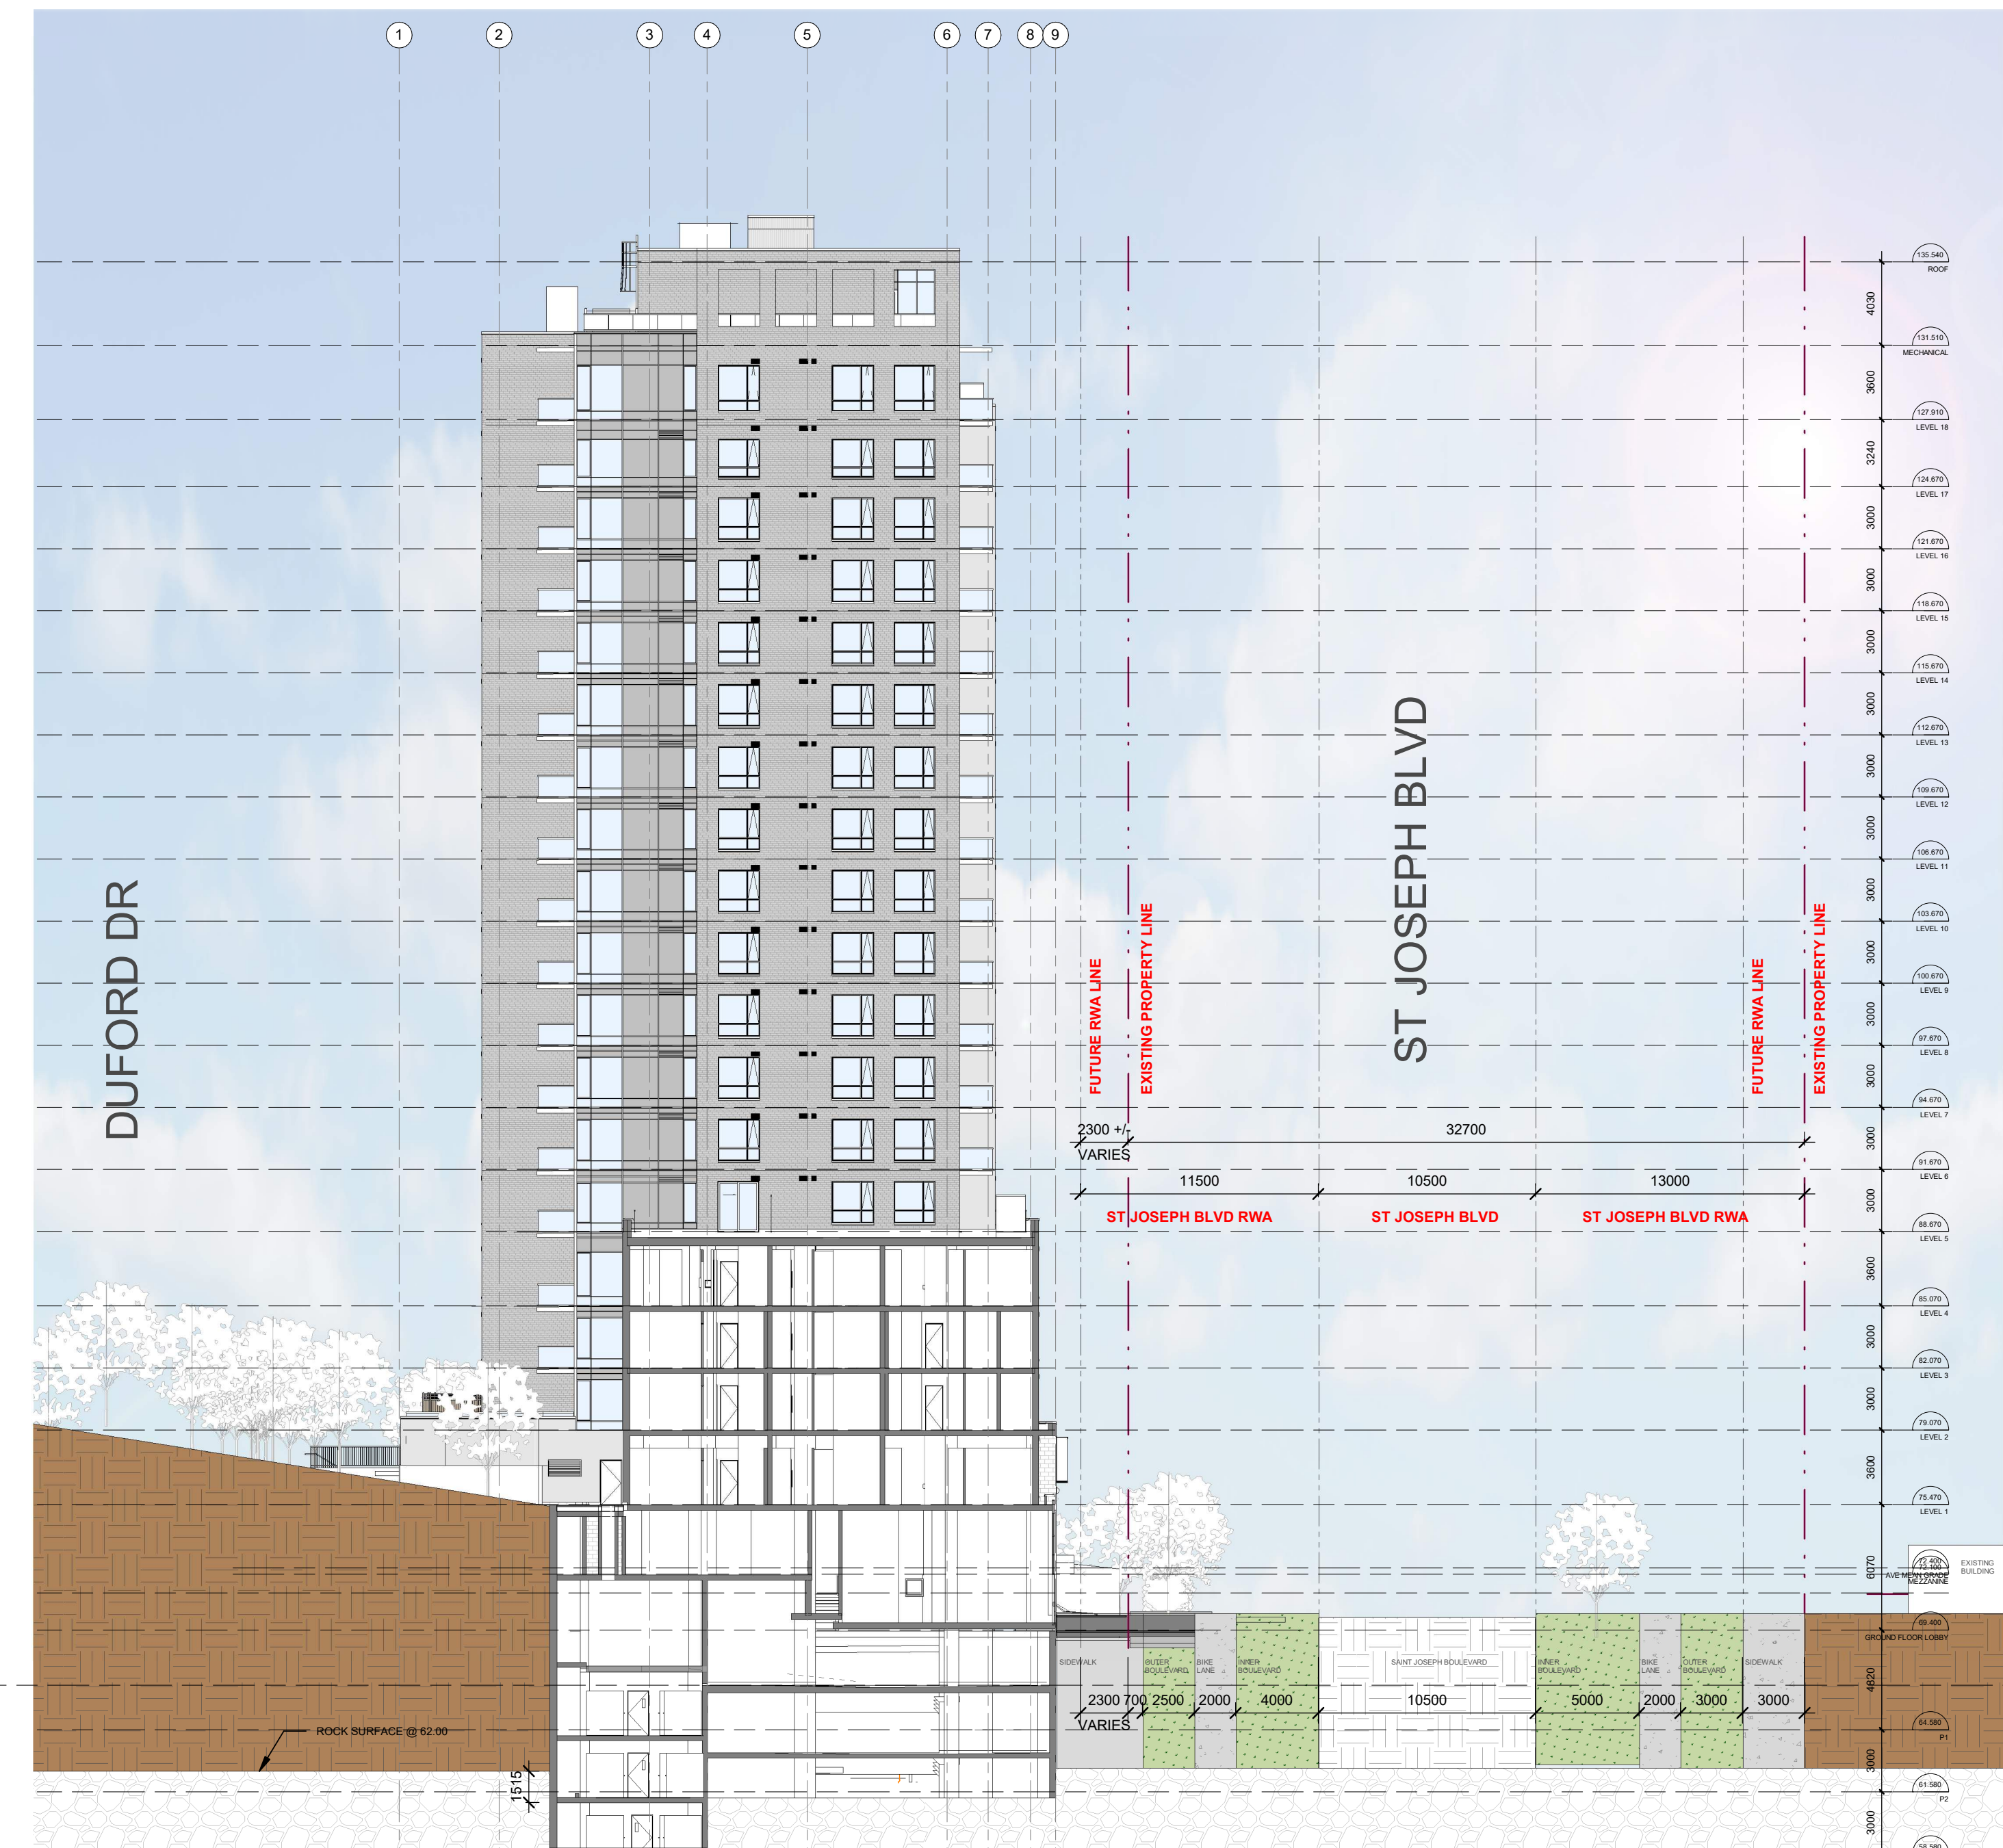 1 2 3 4 5 6 7 8 9
135.540
ROOF
4030
131.510
MECHANICAL
3600
127.910
LEVEL 18
3240
124.670
LEVEL 17
3000
121.670
LEVEL 16
3000
118.670
LEVEL 15
3000
115.670
LEVEL 14
3000
112.670
LEVEL 13
3000
109.670
LEVEL 12
3000
106.670
LEVEL 11
3000
103.670
LEVEL 10
3000
100.670
LEVEL 9
3000
97.670
LEVEL 8
3000
94.670
LEVEL 7
3000
91.670
LEVEL 6
3000
88.670
LEVEL 5
3600
85.070
LEVEL 4
3000
82.070
LEVEL 3
3000
79.070
LEVEL 2
3600
75.470
LEVEL 1
6070
72.400
72.100
AVE MEAN GRADE
MEZZANINE
69.400
GROUND FLOOR LOBBY
4820
64.580
P1
3000
61.580
P2
3000
58.580
DUFORD DR
ST JOSEPH BLVD
FUTURE RWA LINE
EXISTING PROPERTY LINE
FUTURE RWA LINE
EXISTING PROPERTY LINE
2300 +/-
VARIES
32700
11500 10500 13000
ST JOSEPH BLVD RWA
ST JOSEPH BLVD
ST JOSEPH BLVD RWA
EXISTING
BUILDING
SIDEWALK
OUTER
BOULEVARD
BIKE
LANE
INNER
BOULEVARD
SAINT JOSEPH BOULEVARD
INNER
BOULEVARD
BIKE
LANE
OUTER
BOULEVARD
SIDEWALK
2300 700 2500 2000 4000 10500 5000 2000 3000 3000
VARIES
ROCK SURFACE @ 62.00
1515